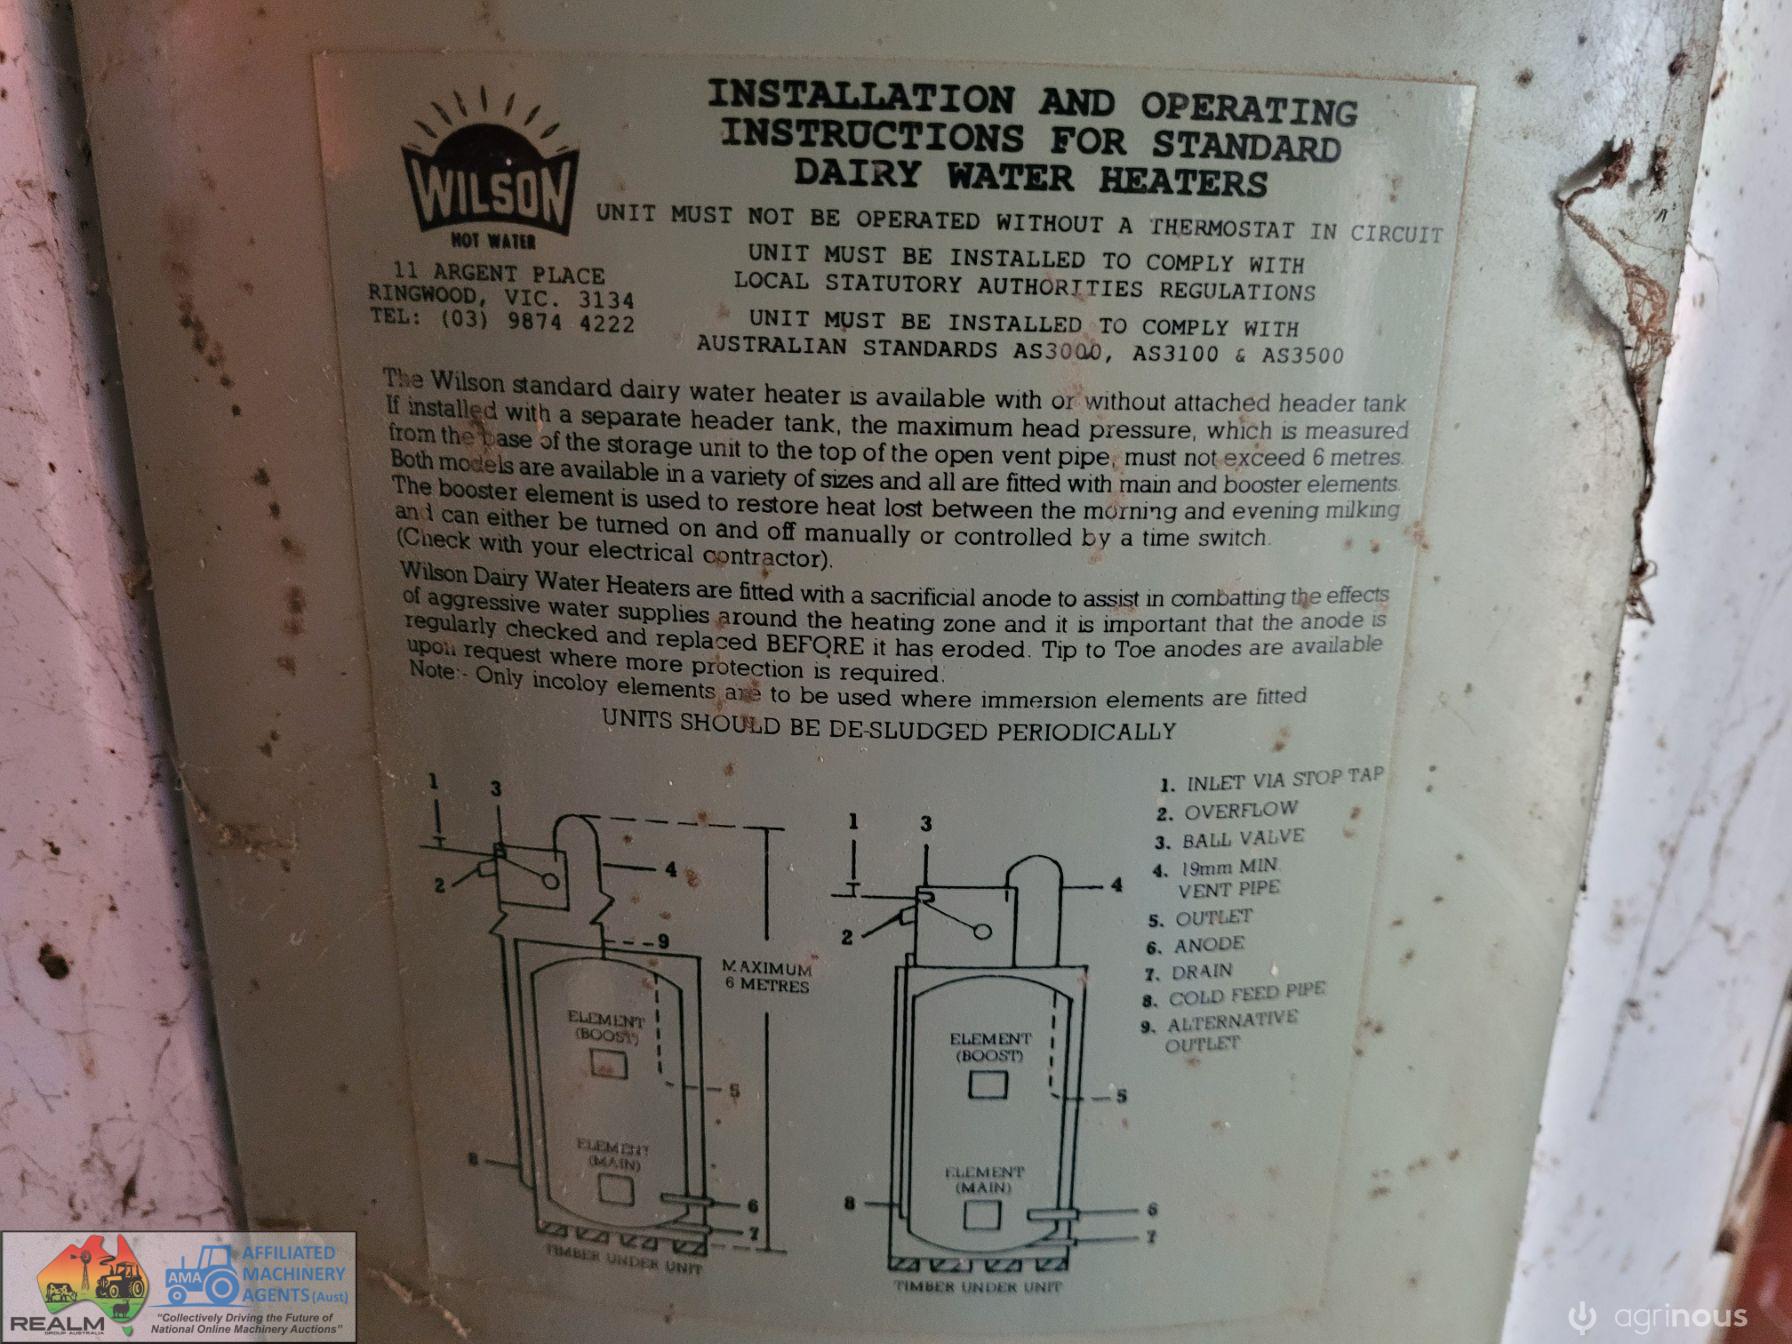 WILSON
HOT WATER
11 ARGENT PLACE
RINGWOOD, VIC. 3134
TEL: (03) 9874 4222
INSTALLATION AND OPERATING
INSTRUCTIONS FOR STANDARD
DAIRY WATER HEATERS
UNIT MUST NOT BE OPERATED WITHOUT A THERMOSTAT IN CIRCUIT
UNIT MUST BE INSTALLED TO COMPLY WITH
LOCAL STATUTORY AUTHORITIES REGULATIONS
UNIT MUST BE INSTALLED TO COMPLY WITH
AUSTRALIAN STANDARDS AS3000, AS3100 & AS3500
The Wilson standard dairy water heater is available with or without attached header tank
If installed with a separate header tank, the maximum head pressure, which is measured
from the base of the storage unit to the top of the open vent pipe, must not exceed 6 metres.
Both models are available in a variety of sizes and all are fitted with main and booster elements.
The booster element is used to restore heat lost between the morning and evening milking
and can either be turned on and off manually or controlled by a time switch.
(Check with your electrical contractor).
Wilson Dairy Water Heaters are fitted with a sacrificial anode to assist in combatting the effects
of aggressive water supplies around the heating zone and it is important that the anode is
regularly checked and replaced BEFORE it has eroded. Tip to Toe anodes are available
upon request where more protection is required.
Note:- Only incoloy elements are to be used where immersion elements are fitted
UNITS SHOULD BE DE-SLUDGED PERIODICALLY
1
3
2
4
9
MAXIMUM
6 METRES
ELEMENT
(BOOST)
5
ELEMENT
(MAIN)
8
6
7
TIMBER UNDER UNIT
1
3
2
4
ELEMENT
(BOOST)
5
ELEMENT
(MAIN)
8
6
7
TIMBER UNDER UNIT
1. INLET VIA STOP TAP
2. OVERFLOW
3. BALL VALVE
4. 19mm MIN.
VENT PIPE
5. OUTLET
6. ANODE
7. DRAIN
8. COLD FEED PIPE
9. ALTERNATIVE
OUTLET
REALM
GROUP AUSTRALIA
AMA
AFFILIATED
MACHINERY
AGENTS (Aust)
"Collectively Driving the Future of
National Online Machinery Auctions"
agrinous